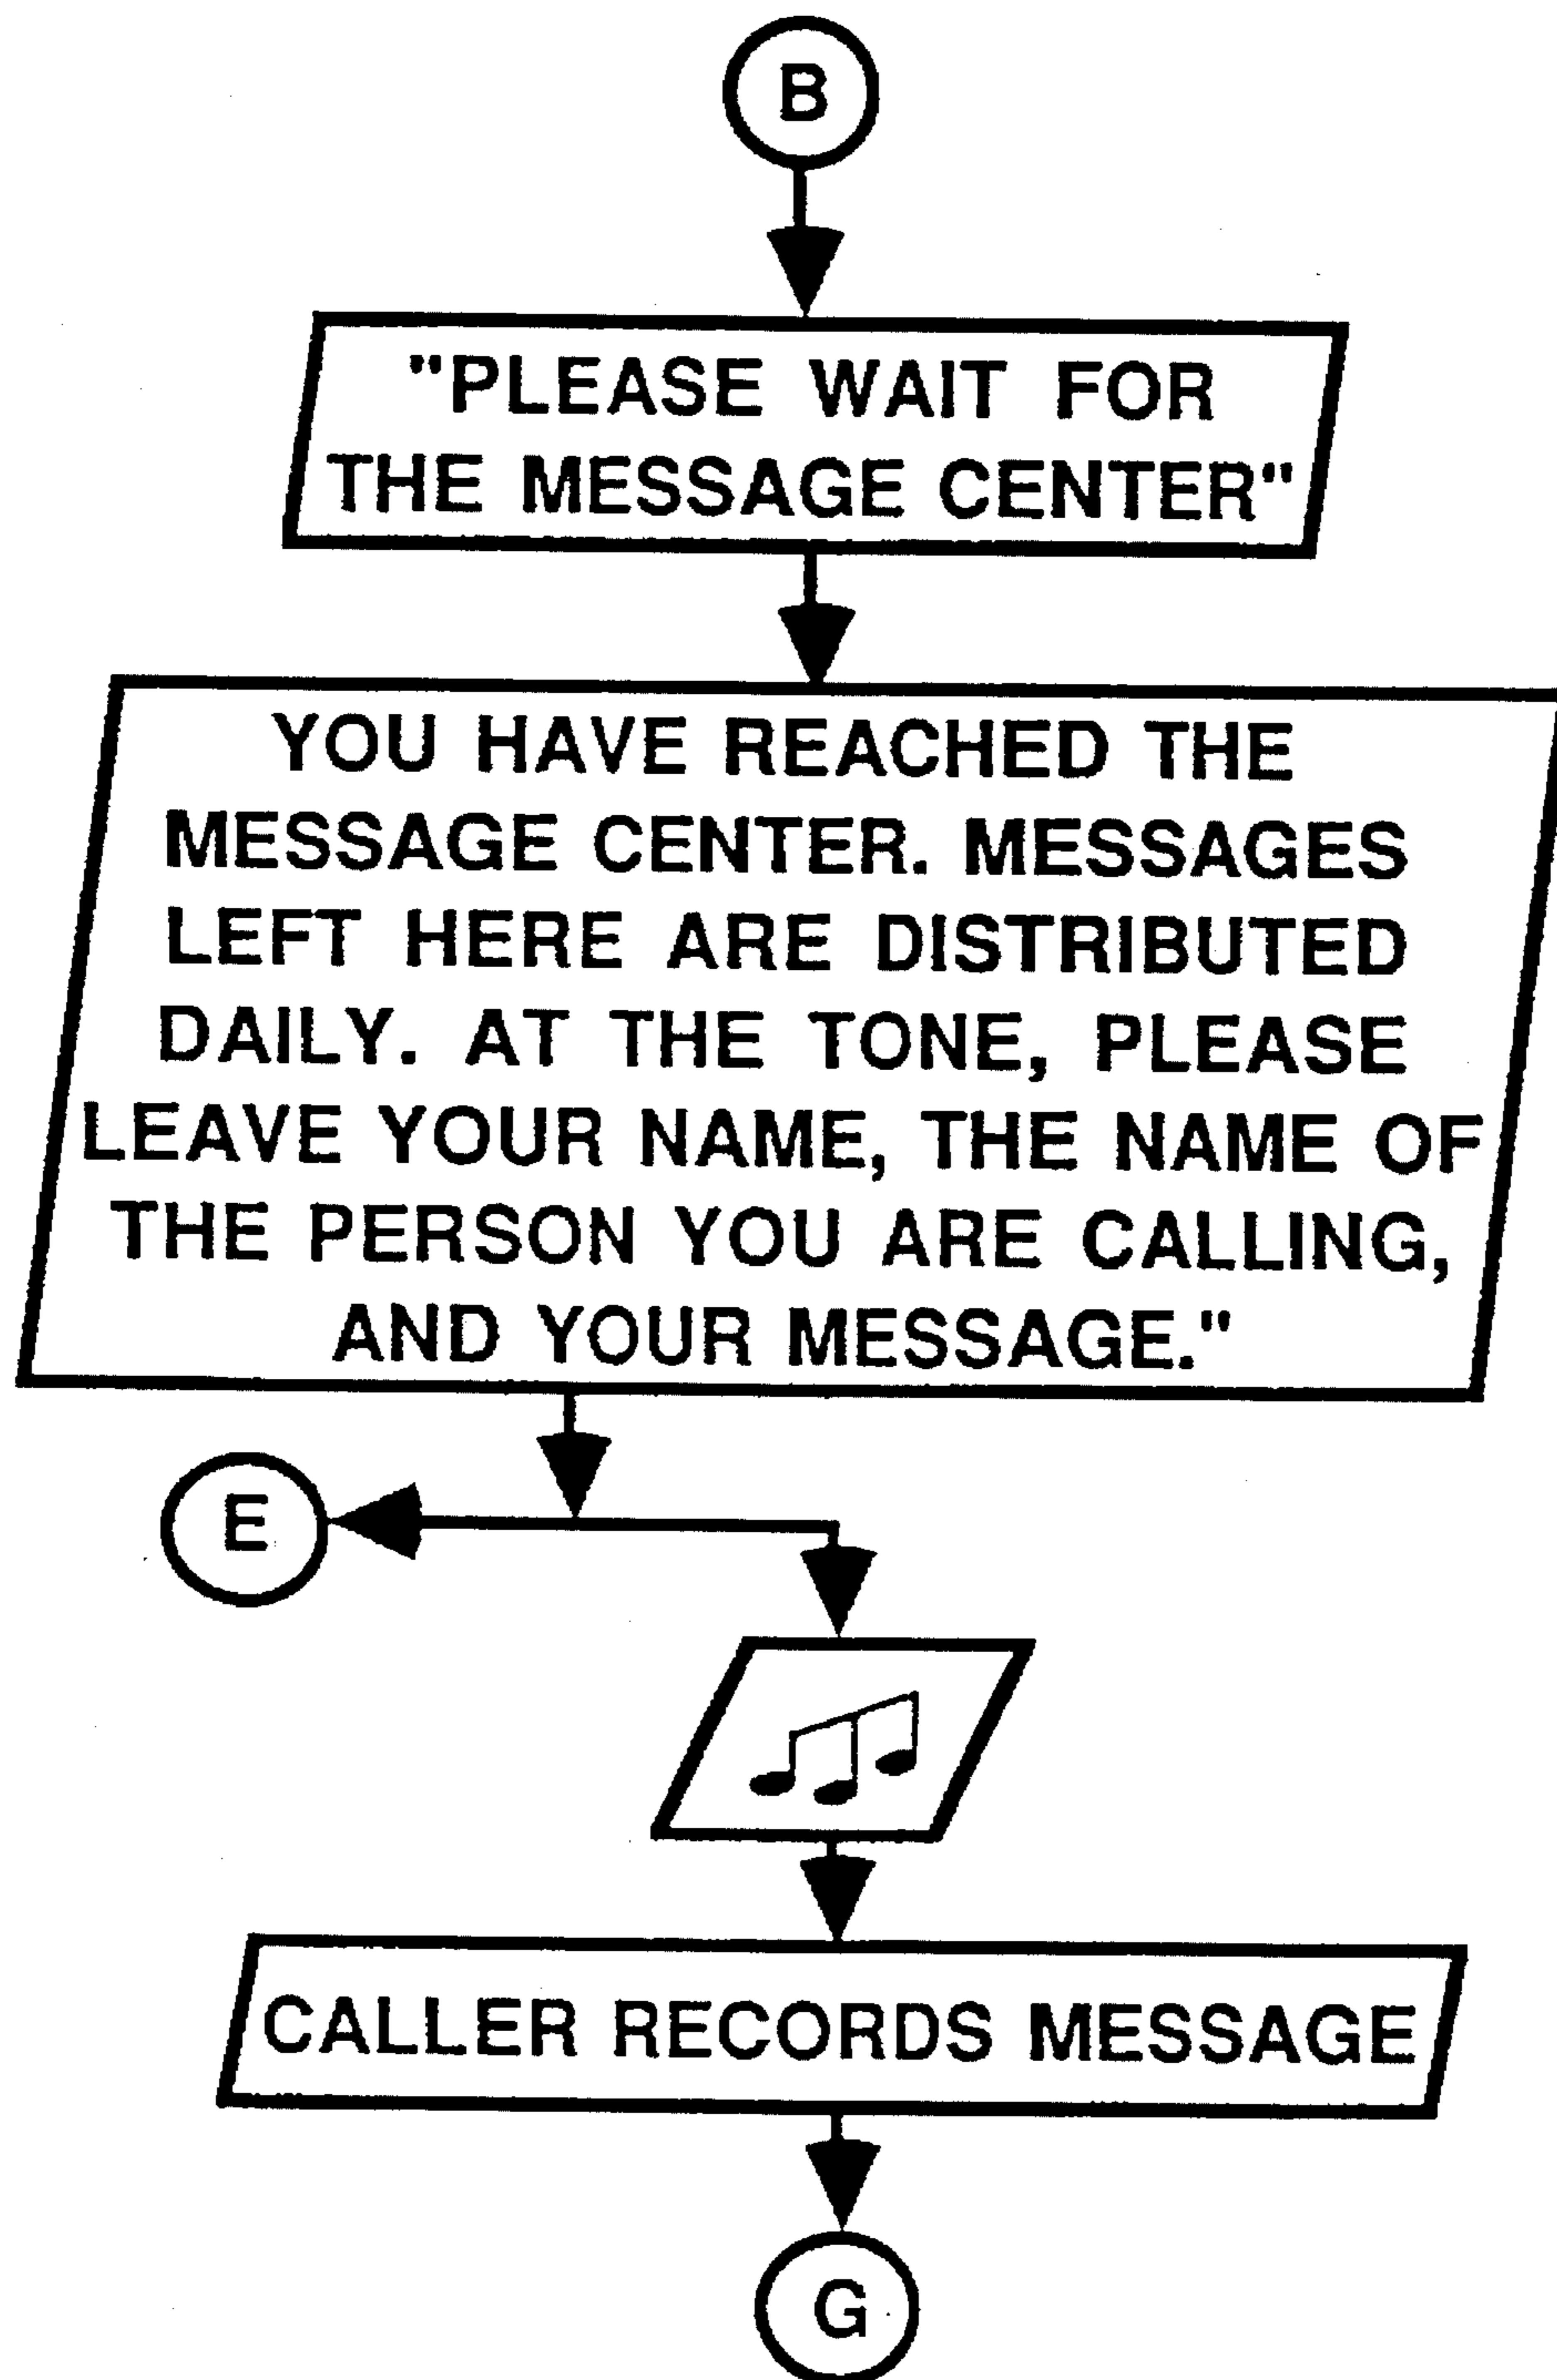 B
"PLEASE WAIT FOR
THE MESSAGE CENTER"
YOU HAVE REACHED THE
MESSAGE CENTER. MESSAGES
LEFT HERE ARE DISTRIBUTED
DAILY. AT THE TONE, PLEASE
LEAVE YOUR NAME, THE NAME OF
THE PERSON YOU ARE CALLING,
AND YOUR MESSAGE."
E
CALLER RECORDS MESSAGE
G